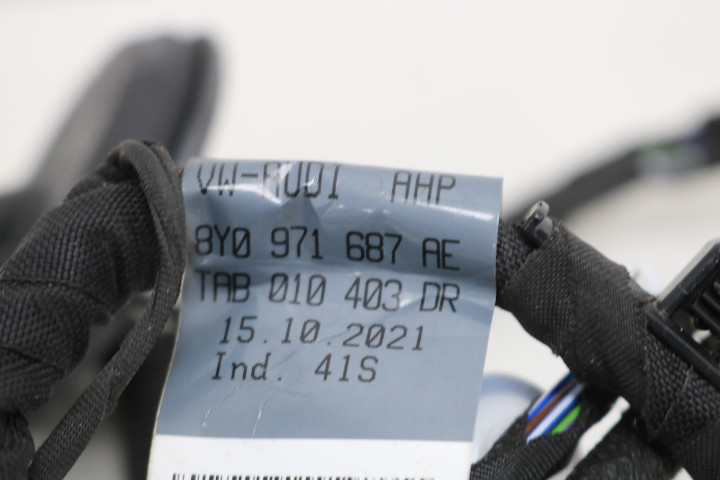 VW-AUDI AHP
8Y0 971 687 AE
TAB 010 403 DR
15.10.2021
Ind. 41S